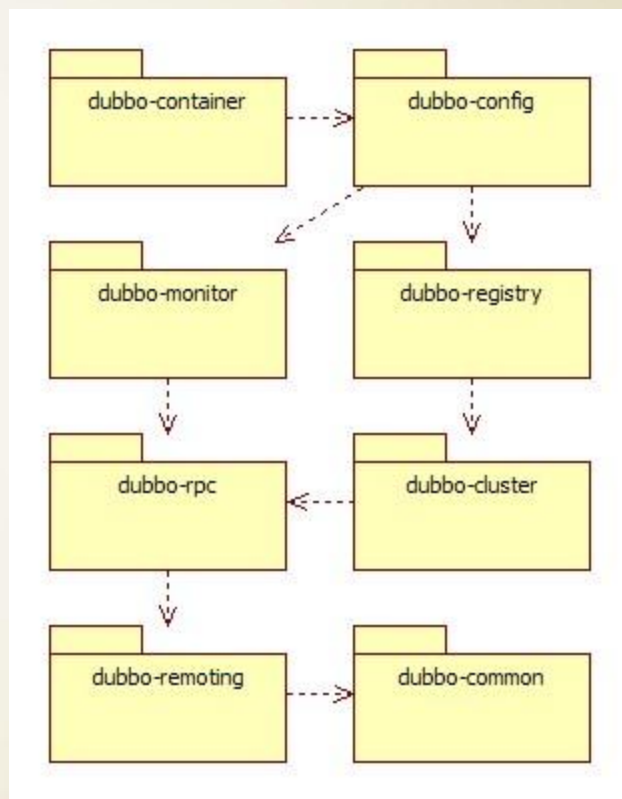 dubbo-container
dubbo-config
dubbo-monitor
dubbo-registry
dubbo-rpc
dubbo-cluster
dubbo-remoting
dubbo-common